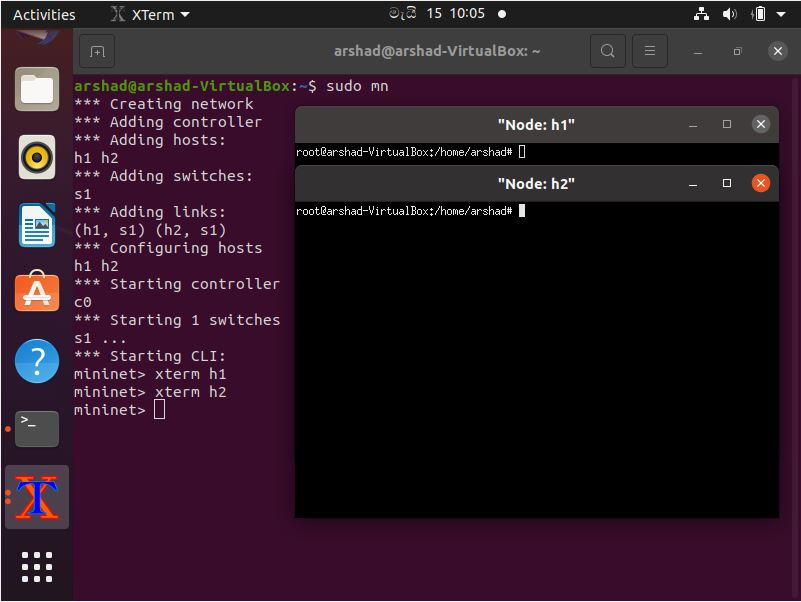 Activities XTerm මැයි 15 10:05
arshad@arshad-VirtualBox: ~
arshad@arshad-VirtualBox:~$ sudo mn
*** Creating network
*** Adding controller
*** Adding hosts:
h1 h2
*** Adding switches:
s1
*** Adding links:
(h1, s1) (h2, s1)
*** Configuring hosts
h1 h2
*** Starting controller
c0
*** Starting 1 switches
s1 ...
*** Starting CLI:
mininet> xterm h1
mininet> xterm h2
mininet>
"Node: h1"
root@arshad-VirtualBox:/home/arshad#
"Node: h2"
root@arshad-VirtualBox:/home/arshad#